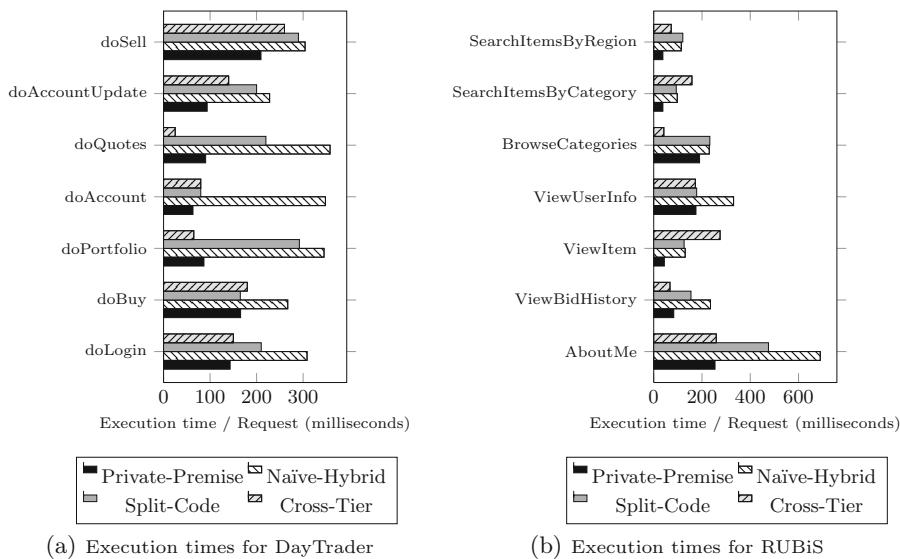 doSell
doAccountUpdate
doQuotes
doAccount
doPortfolio
doBuy
doLogin
0 100 200 300
Execution time / Request (milliseconds)
Private-Premise Naïve-Hybrid
Split-Code Cross-Tier
(a) Execution times for DayTrader
SearchItemsByRegion
SearchItemsByCategory
BrowseCategories
ViewUserInfo
ViewItem
ViewBidHistory
AboutMe
0 200 400 600
Execution time / Request (milliseconds)
Private-Premise Naïve-Hybrid
Split-Code Cross-Tier
(b) Execution times for RUBiS